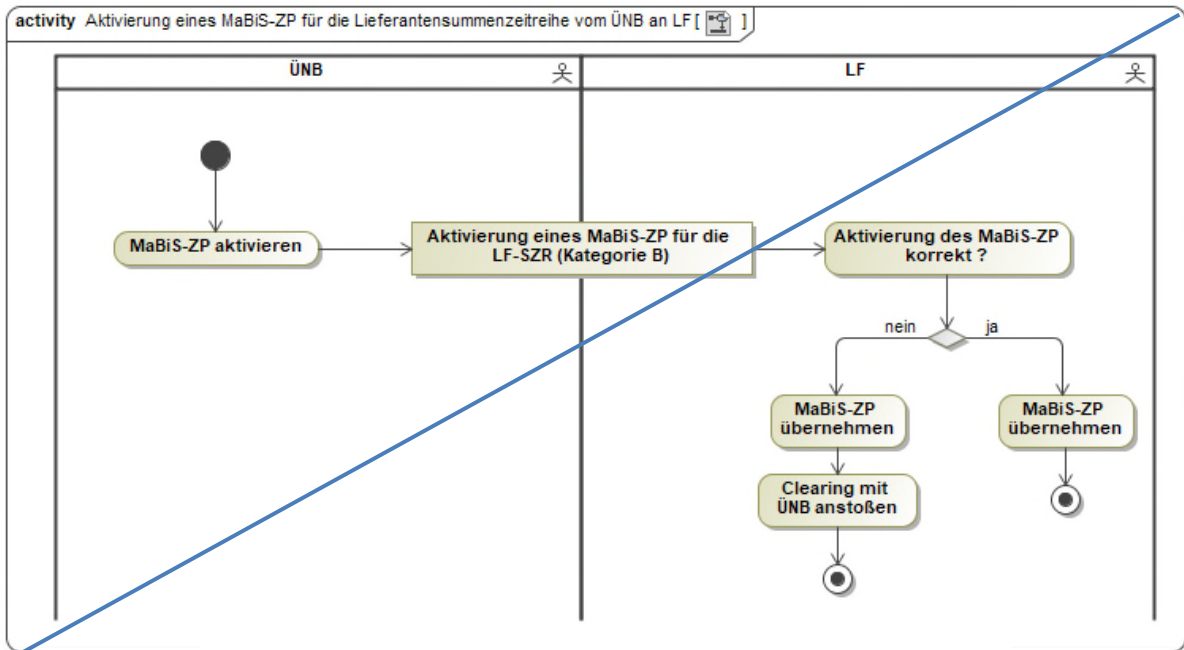 activity Aktivierung eines MaBiS-ZP für die Lieferantensummenzeitreihe vom ÜNB an LF [ ]
ÜNB
LF
MaBiS-ZP aktivieren
Aktivierung eines MaBiS-ZP für die
LF-SZR (Kategorie B)
Aktivierung des MaBiS-ZP
korrekt ?
nein
ja
MaBiS-ZP
übernehmen
MaBiS-ZP
übernehmen
Clearing mit
ÜNB anstoßen